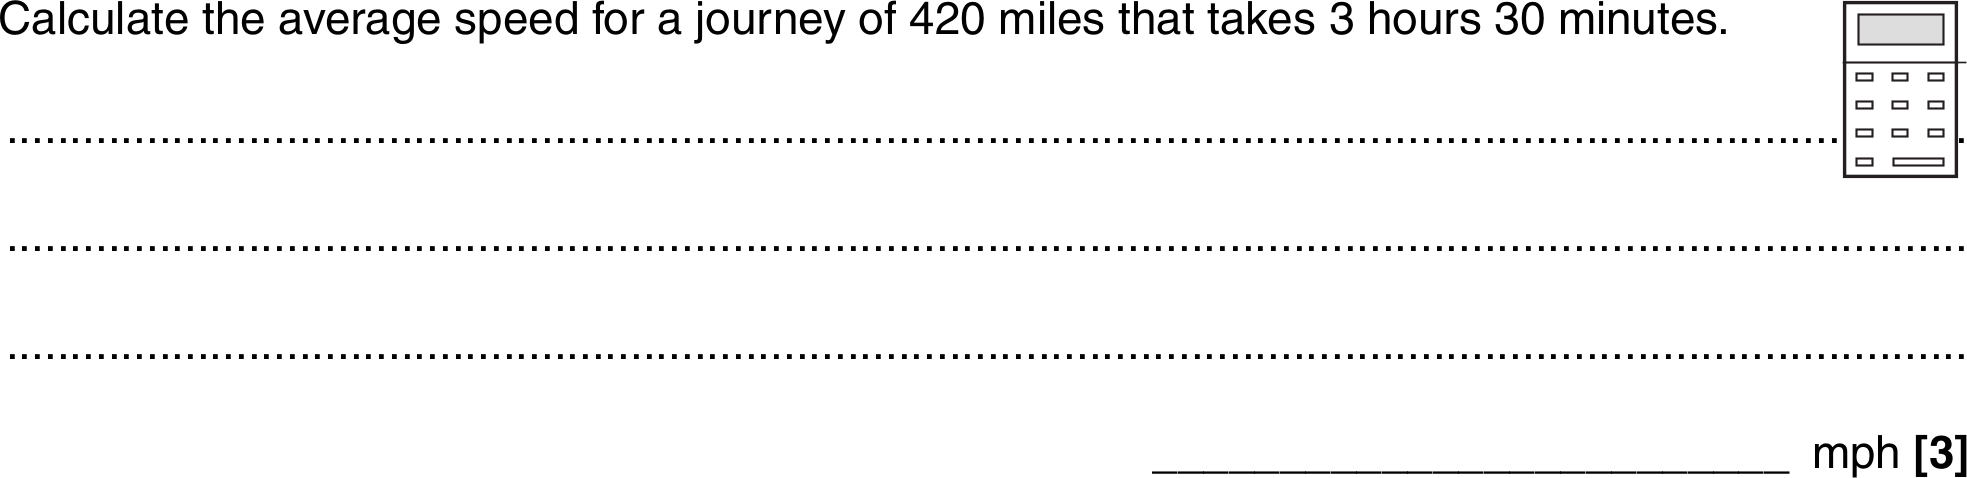 Calculate the average speed for a journey of 420 miles that takes 3 hours 30 minutes.
mph [3]